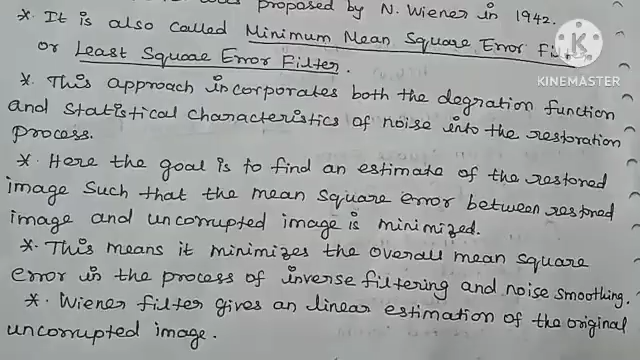 proposed by N. Wiener in 1942.
*. It is also called Minimum Mean Square Error Filter
or Least Square Error Filter.
KINEMASTER
*. This approach incorporates both the degration function
and statistical characteristics of noise into the restoration
process.
*. Here the goal is to find an estimate of the restored
image such that the mean square error between restored
image and uncorrupted image is minimized.
*. This means it minimizes the overall mean square
error in the process of inverse filtering and noise smoothing.
*. Wiener filter gives an linear estimation of the original
uncorrupted image.